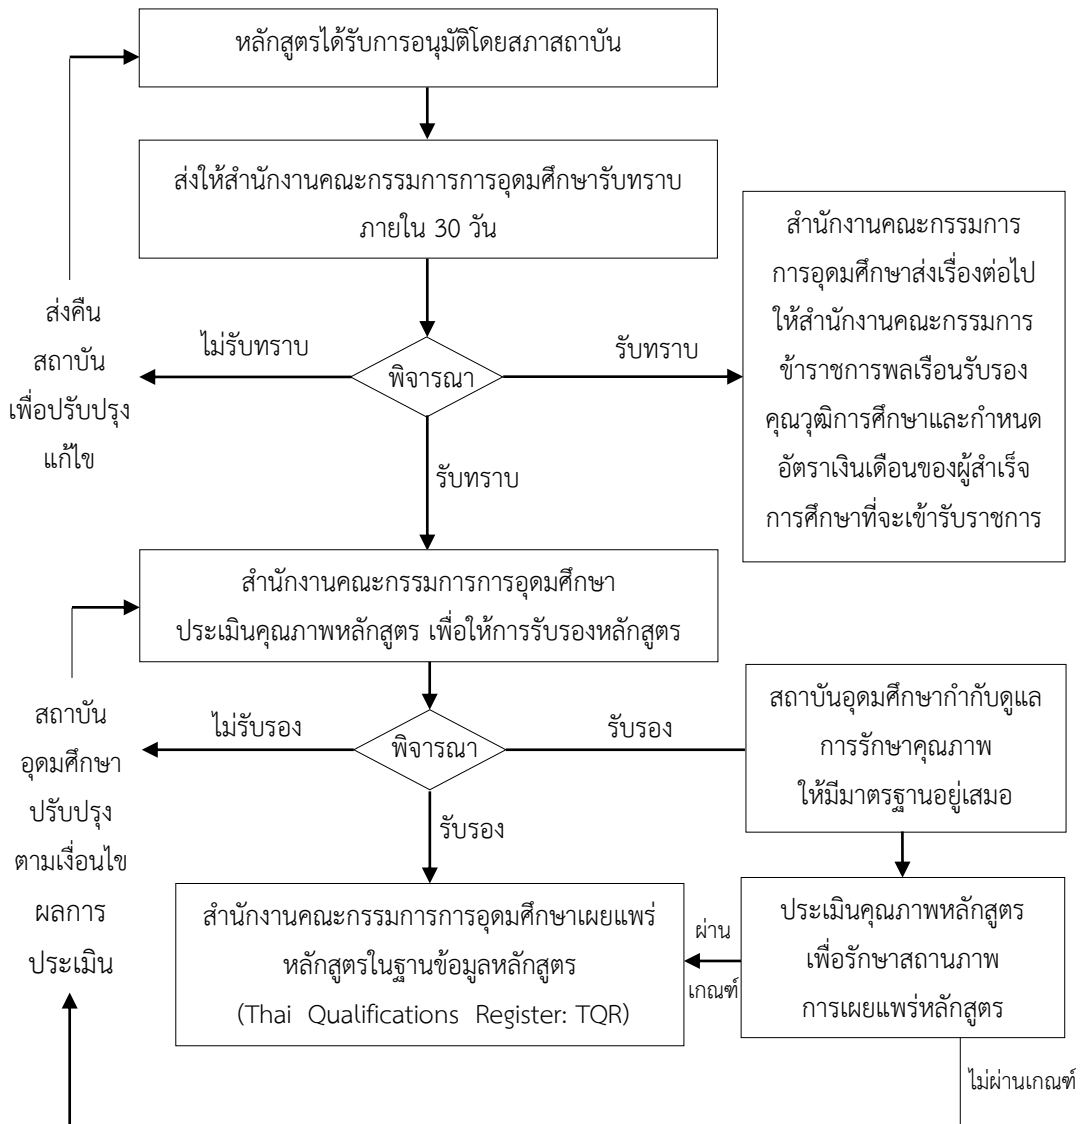 หลักสูตรได้รับการอนุมัติโดยสภาสถาบัน
ส่งให้สำนักงานคณะกรรมการการอุดมศึกษารับทราบ
ภายใน 30 วัน
สำนักงานคณะกรรมการ
การอุดมศึกษาส่งเรื่องต่อไป
ให้สำนักงานคณะกรรมการ
ข้าราชการพลเรือนรับรอง
คุณวุฒิการศึกษาและกำหนด
อัตราเงินเดือนของผู้สำเร็จ
การศึกษาที่จะเข้ารับราชการ
ส่งคืน
สถาบัน
เพื่อปรับปรุง
แก้ไข
ไม่รับทราบ
พิจารณา
รับทราบ
รับทราบ
สำนักงานคณะกรรมการการอุดมศึกษา
ประเมินคุณภาพหลักสูตร เพื่อให้การรับรองหลักสูตร
สถาบัน
อุดมศึกษา
ปรับปรุง
ตามเงื่อนไข
ผลการ
ประเมิน
ไม่รับรอง
พิจารณา
รับรอง
รับรอง
สถาบันอุดมศึกษากำกับดูแล
การรักษาคุณภาพ
ให้มีมาตรฐานอยู่เสมอ
สำนักงานคณะกรรมการการอุดมศึกษาเผยแพร่
หลักสูตรในฐานข้อมูลหลักสูตร
(Thai Qualifications Register: TQR)
ผ่าน
เกณฑ์
ประเมินคุณภาพหลักสูตร
เพื่อรักษาสถานภาพ
การเผยแพร่หลักสูตร
ไม่ผ่านเกณฑ์